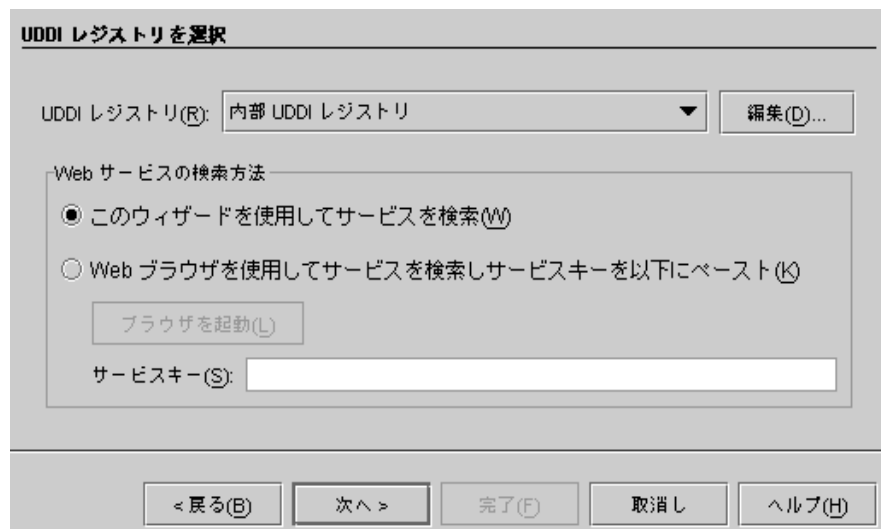 UDDI レジストリを選択
UDDI レジストリ(R): 内部 UDDI レジストリ 編集(D)...
Web サービスの検索方法
このウィザードを使用してサービスを検索(W)
Web ブラウザを使用してサービスを検索しサービスキーを以下にペースト(K)
ブラウザを起動(L)
サービスキー(S):
< 戻る(B) 次へ > 完了(F) 取消し ヘルプ(H)